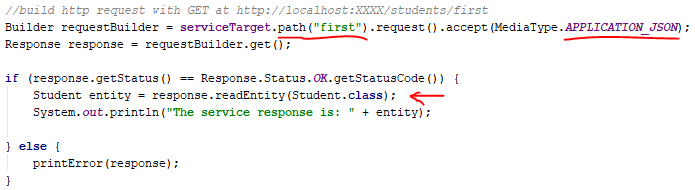 //build http request with GET at http://localhost:XXXX/students/first
Builder requestBuilder = serviceTarget.path("first").request().accept(MediaType.APPLICATION_JSON);
Response response = requestBuilder.get();
if (response.getStatus() == Response.Status.OK.getStatusCode()) {
Student entity = response.readEntity(Student.class);
System.out.println("The service response is: " + entity);
} else {
printError(response);
}